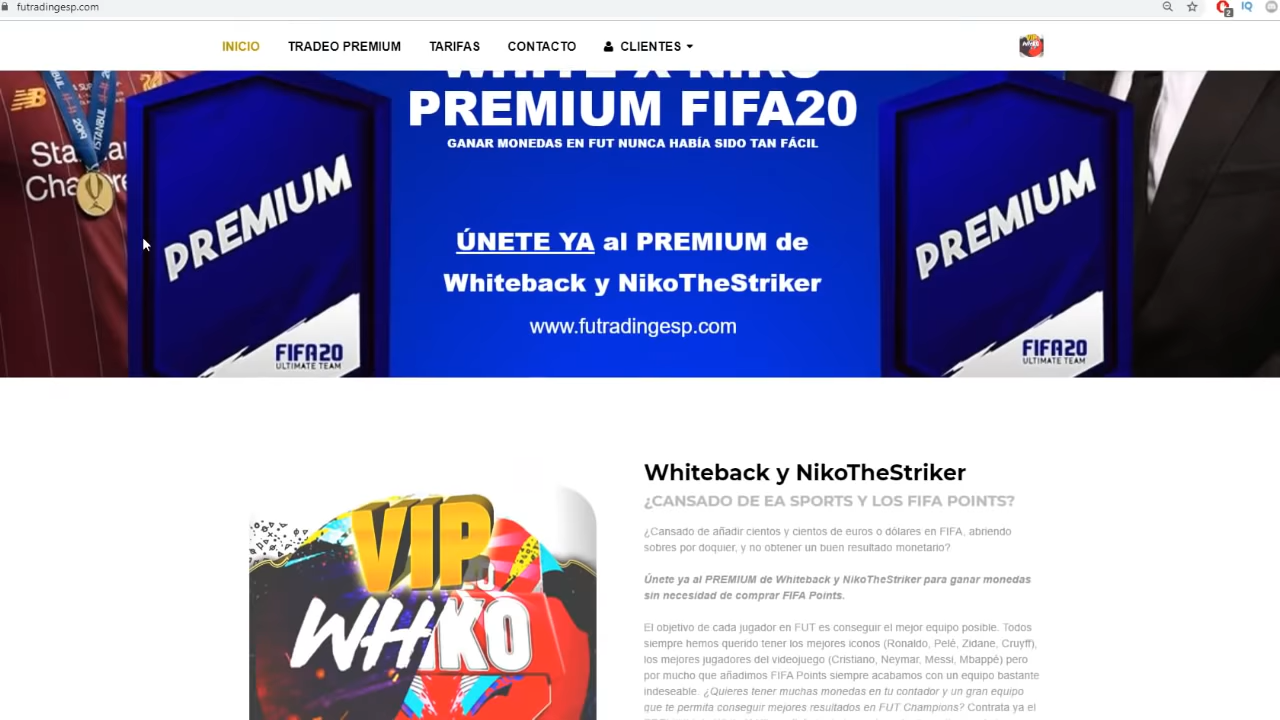 futradingesp.com
2
IQ
INICIO
TRADEO PREMIUM
TARIFAS
CONTACTO
CLIENTES
WHITE X NIKO
PREMIUM FIFA20
GANAR MONEDAS EN FUT NUNCA HABÍA SIDO TAN FÁCIL
ÚNETE YA al PREMIUM de
Whiteback y NikoTheStriker
www.futradingesp.com
PREMIUM
FIFA20
ULTIMATE TEAM
PREMIUM
FIFA20
ULTIMATE TEAM
VIP
WHIKO
Whiteback y NikoTheStriker
¿CANSADO DE EA SPORTS Y LOS FIFA POINTS?
¿Cansado de añadir cientos y cientos de euros o dólares en FIFA, abriendo
sobres por doquier, y no obtener un buen resultado monetario?
Únete ya al PREMIUM de Whiteback y NikoTheStriker para ganar monedas
sin necesidad de comprar FIFA Points.
El objetivo de cada jugador en FUT es conseguir el mejor equipo posible. Todos
siempre hemos querido tener los mejores iconos (Ronaldo, Pelé, Zidane, Cruyff),
los mejores jugadores del videojuego (Cristiano, Neymar, Messi, Mbappé) pero
por mucho que añadimos FIFA Points siempre acabamos con un equipo bastante
indeseable. ¿Quieres tener muchas monedas en tu contador y un gran equipo
que te permita conseguir mejores resultados en FUT Champions? Contrata ya el